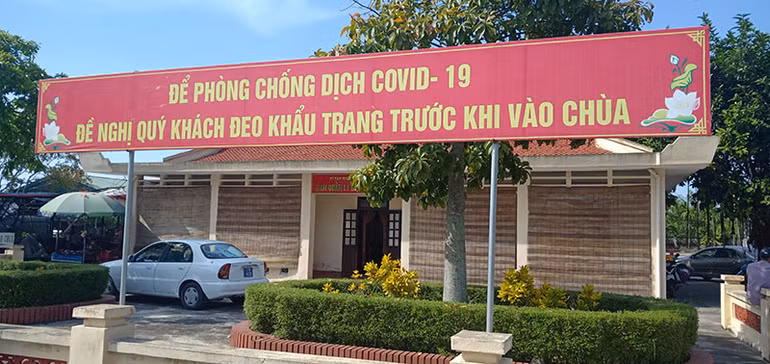 ĐỂ PHÒNG CHỐNG DỊCH COVID- 19
ĐỀ NGHỊ QUÝ KHÁCH ĐEO KHẨU TRANG TRƯỚC KHI VÀO CHÙA